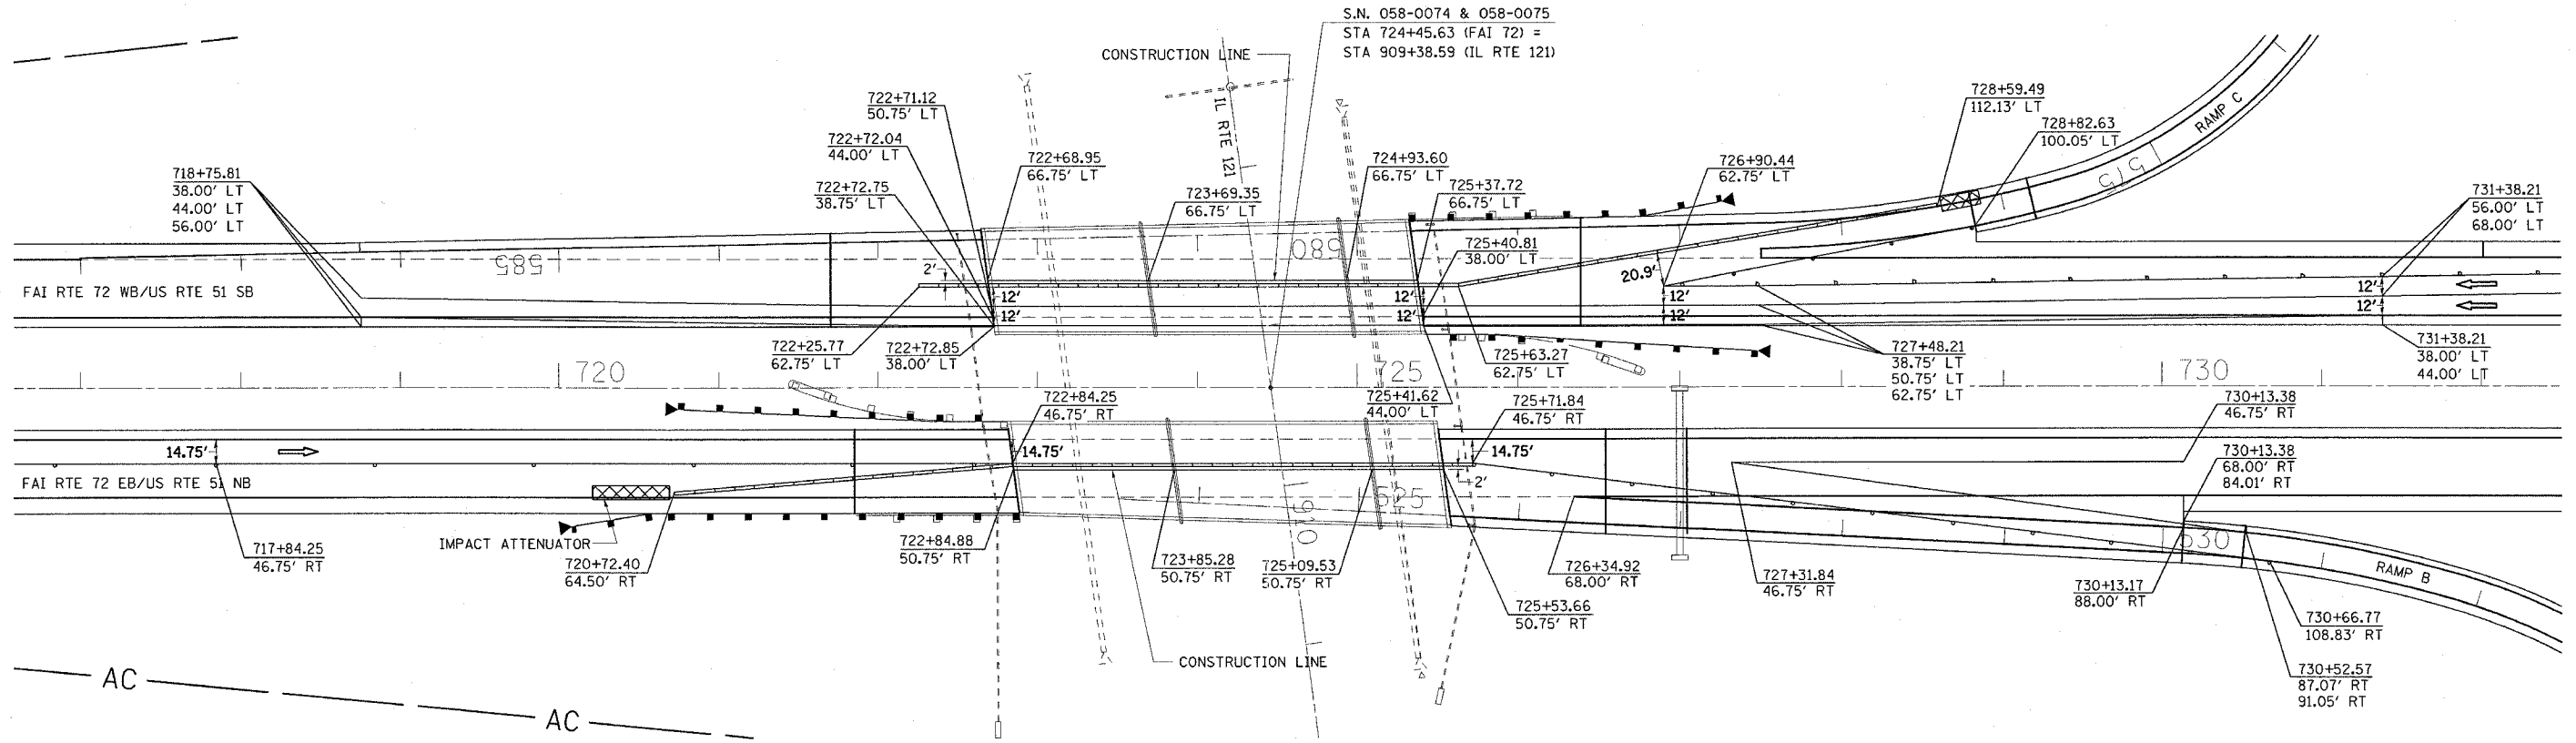 S.N. 058-0074 & 058-0075
STA 724+45.63 (FAI 72) =
STA 909+38.59 (IL RTE 121)
CONSTRUCTION LINE
IL RTE 121
722+71.12
50.75' LT
722+72.04
44.00' LT
722+72.75
38.75' LT
718+75.81
38.00' LT
44.00' LT
56.00' LT
722+68.95
66.75' LT
723+69.35
66.75' LT
724+93.60
66.75' LT
725+37.72
66.75' LT
725+40.81
38.00' LT
726+90.44
62.75' LT
728+59.49
112.13' LT
728+82.63
100.05' LT
RAMP C
575
731+38.21
56.00' LT
68.00' LT
585
580
2'
20.9'
FAI RTE 72 WB/US RTE 51 SB
12'
12'
12'
12'
12'
12'
12'
12'
722+25.77
62.75' LT
722+72.85
38.00' LT
725+63.27
62.75' LT
727+48.21
38.75' LT
50.75' LT
62.75' LT
731+38.21
38.00' LT
44.00' LT
720
725
730
722+84.25
46.75' RT
725+41.62
44.00' LT
725+71.84
46.75' RT
730+13.38
46.75' RT
14.75'
14.75'
14.75'
730+13.38
68.00' RT
84.01' RT
FAI RTE 72 EB/US RTE 51 NB
2'
625
910
630
IMPACT ATTENUATOR
717+84.25
46.75' RT
720+72.40
64.50' RT
722+84.88
50.75' RT
723+85.28
50.75' RT
725+09.53
50.75' RT
725+53.66
50.75' RT
726+34.92
68.00' RT
727+31.84
46.75' RT
730+13.17
88.00' RT
RAMP B
730+66.77
108.83' RT
730+52.57
87.07' RT
91.05' RT
CONSTRUCTION LINE
AC
AC